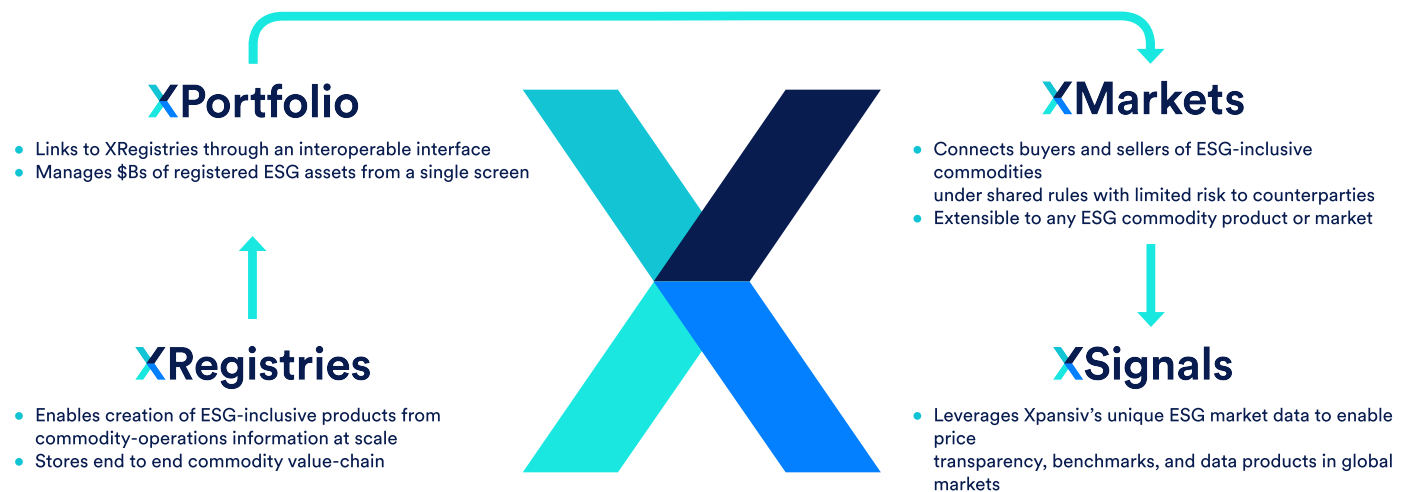 XPortfolio
Links to XRegistries through an interoperable interface
Manages $Bs of registered ESG assets from a single screen
XMarkets
Connects buyers and sellers of ESG-inclusive
commodities
under shared rules with limited risk to counterparties
Extensible to any ESG commodity product or market
XRegistries
Enables creation of ESG-inclusive products from
commodity-operations information at scale
Stores end to end commodity value-chain
XSignals
Leverages Xpansiv’s unique ESG market data to enable
price
transparency, benchmarks, and data products in global
markets